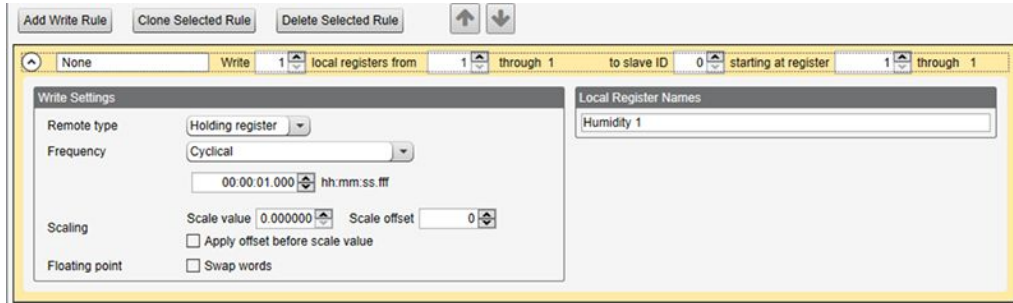 Add Write Rule Clone Selected Rule Delete Selected Rule
None Write 1 local registers from 1 through 1 to slave ID 0 starting at register 1 through 1
Write Settings
Remote type Holding register
Frequency Cyclical
00:00:01.000 hh:mm:ss.fff
Scaling Scale value 0.000000 Scale offset 0
Apply offset before scale value
Floating point Swap words
Local Register Names
Humidity 1